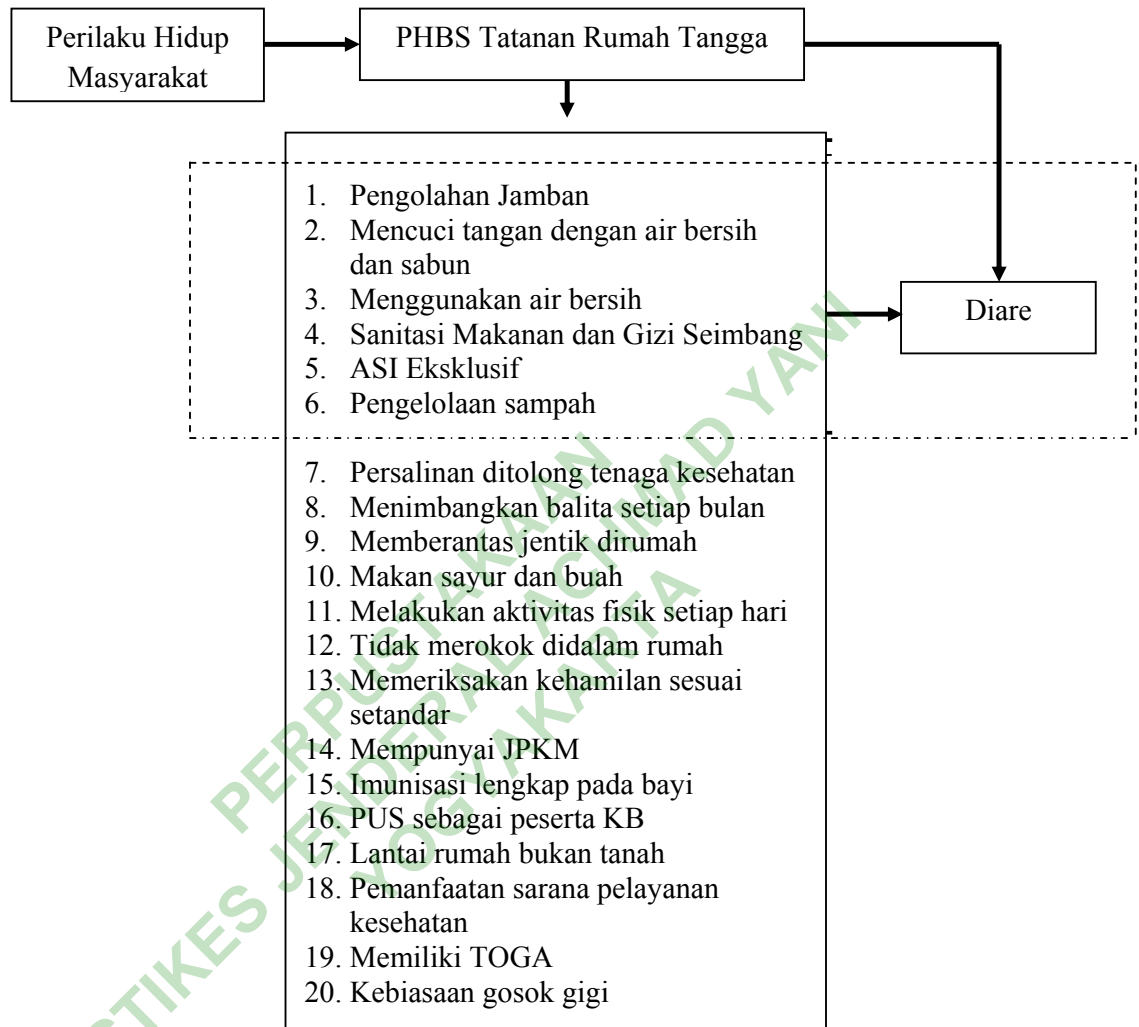 Perilaku Hidup
Masyarakat
PHBS Tatanan Rumah Tangga
1. Pengolahan Jamban
2. Mencuci tangan dengan air bersih
dan sabun
3. Menggunakan air bersih
4. Sanitasi Makanan dan Gizi Seimbang
5. ASI Eksklusif
6. Pengelolaan sampah
Diare
7. Persalinan ditolong tenaga kesehatan
8. Menimbangkan balita setiap bulan
9. Memberantas jentik dirumah
10. Makan sayur dan buah
11. Melakukan aktivitas fisik setiap hari
12. Tidak merokok didalam rumah
13. Memeriksakan kehamilan sesuai
setandar
14. Mempunyai JPKM
15. Imunisasi lengkap pada bayi
16. PUS sebagai peserta KB
17. Lantai rumah bukan tanah
18. Pemanfaatan sarana pelayanan
kesehatan
19. Memiliki TOGA
20. Kebiasaan gosok gigi
PERPUSTAKAAN
STIKES JENDERAL ACHMAD YANI
YOGYAKARTA